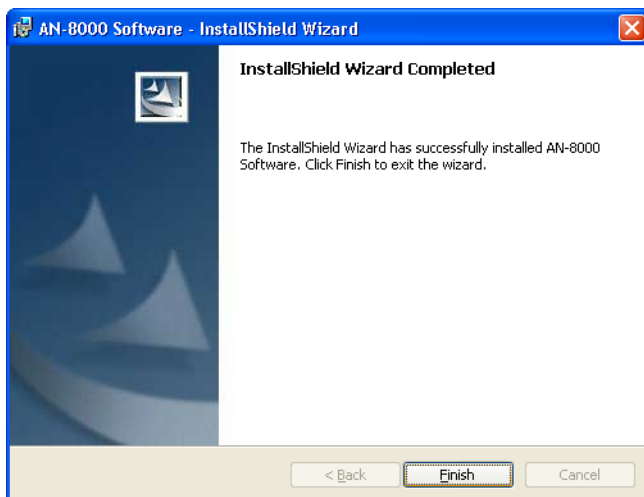 AN-8000 Software - InstallShield Wizard
InstallShield Wizard Completed
The InstallShield Wizard has successfully installed AN-8000
Software. Click Finish to exit the wizard.
< Back
Finish
Cancel